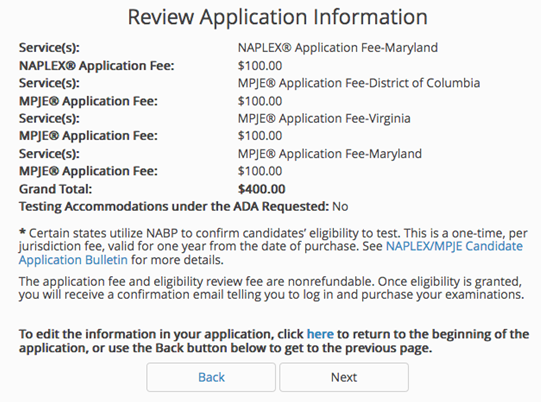 Review Application Information
Service(s): NAPLEX® Application Fee-Maryland
NAPLEX® Application Fee: $100.00
Service(s): MPJE® Application Fee-District of Columbia
MPJE® Application Fee: $100.00
Service(s): MPJE® Application Fee-Virginia
MPJE® Application Fee: $100.00
Service(s): MPJE® Application Fee-Maryland
MPJE® Application Fee: $100.00
Grand Total: $400.00
Testing Accommodations under the ADA Requested: No
* Certain states utilize NABP to confirm candidates' eligibility to test. This is a one-time, per
jurisdiction fee, valid for one year from the date of purchase. See NAPLEX/MPJE Candidate
Application Bulletin for more details.
The application fee and eligibility review fee are nonrefundable. Once eligibility is granted,
you will receive a confirmation email telling you to log in and purchase your examinations.
To edit the information in your application, click here to return to the beginning of the
application, or use the Back button below to get to the previous page.
Back Next